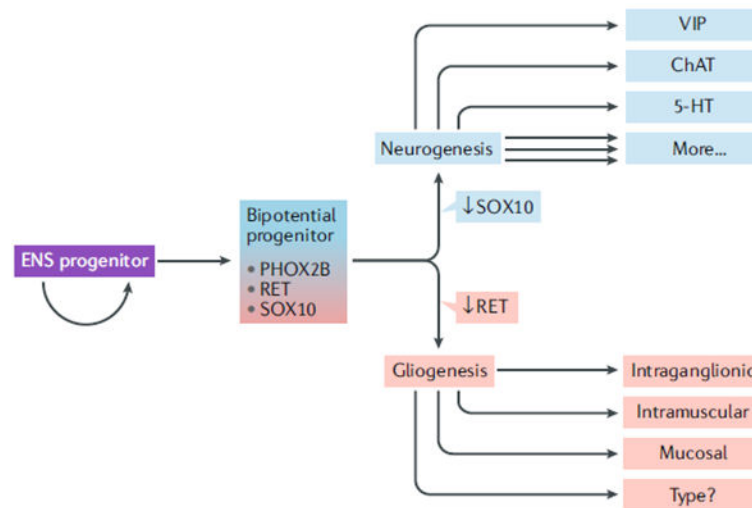 VIP
ChAT
5-HT
Neurogenesis
More...
↓SOX10
Bipotential
progenitor
• PHOX2B
• RET
• SOX10
ENS progenitor
↓RET
Gliogenesis
Intraganglionic
Intramuscular
Mucosal
Type?